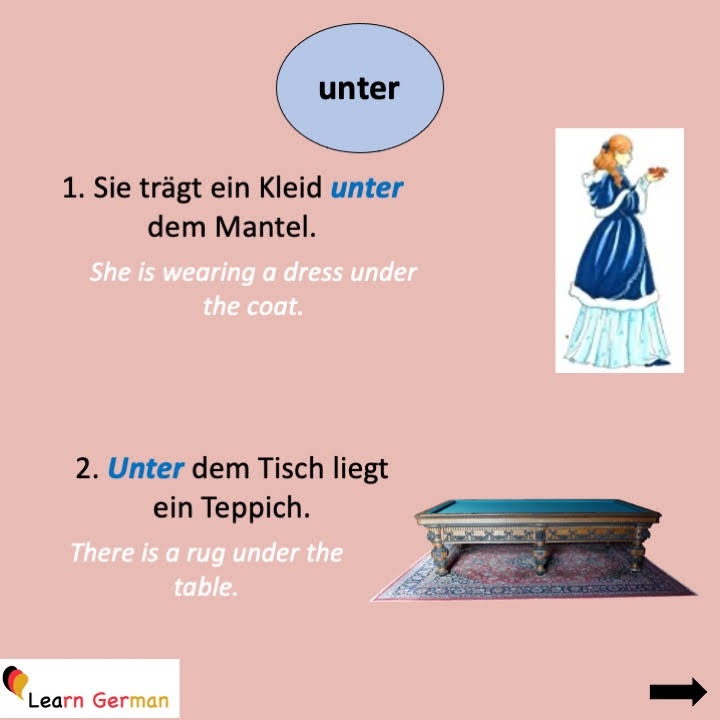 unter
1. Sie trägt ein Kleid unter
dem Mantel.
She is wearing a dress under
the coat.
2. Unter dem Tisch liegt
ein Teppich.
There is a rug under the
table.
Learn German